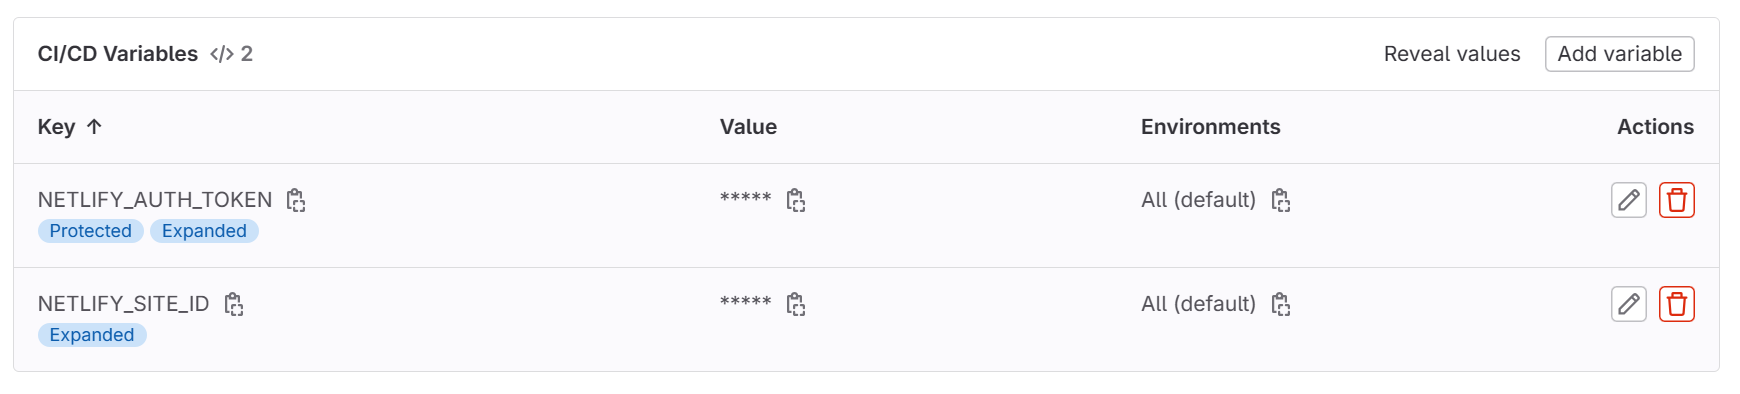 CI/CD Variables </> 2 Reveal values Add variable
Key ↑ Value Environments Actions
NETLIFY_AUTH_TOKEN ***** All (default)
Protected Expanded
NETLIFY_SITE_ID ***** All (default)
Expanded